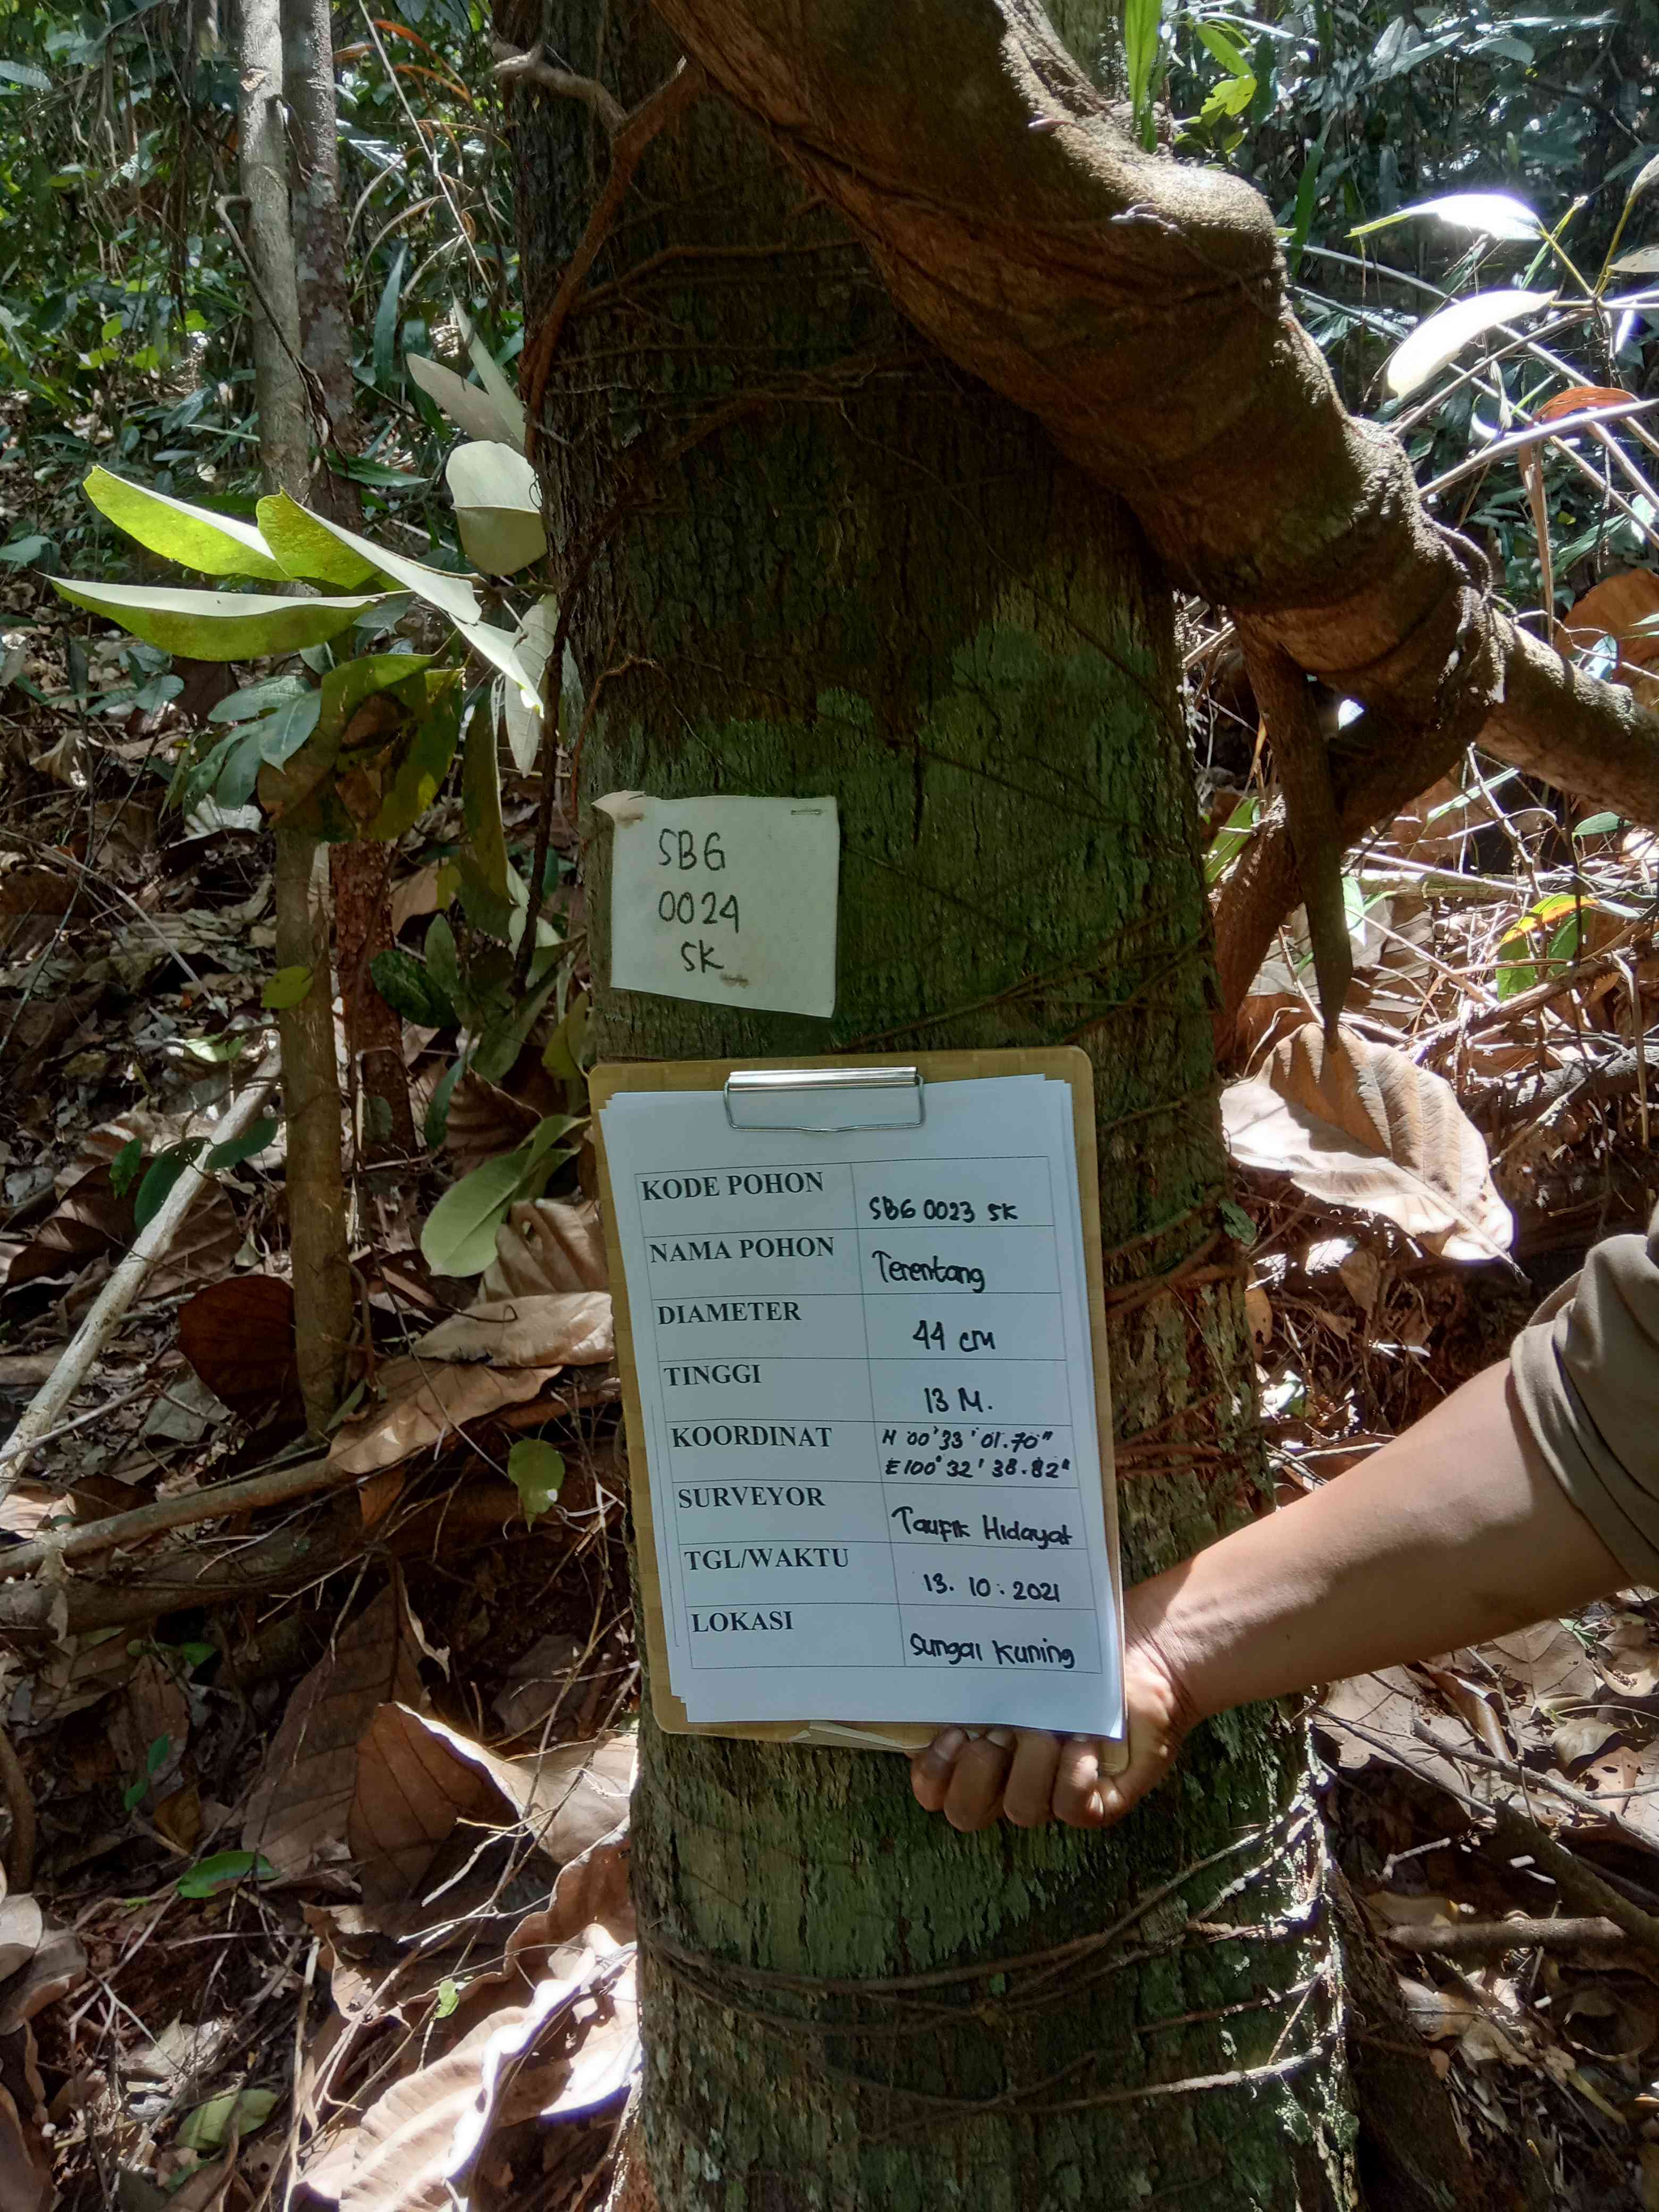 SBG
0024
SK
KODE POHON SBG 0023 SK
NAMA POHON Terentang
DIAMETER 44 cm
TINGGI 13 M.
KOORDINAT N 00°33'01.70"
E 100°32'38.82"
SURVEYOR Taufik Hidayat
TGL/WAKTU 13.10.2021
LOKASI Sungai Kuning